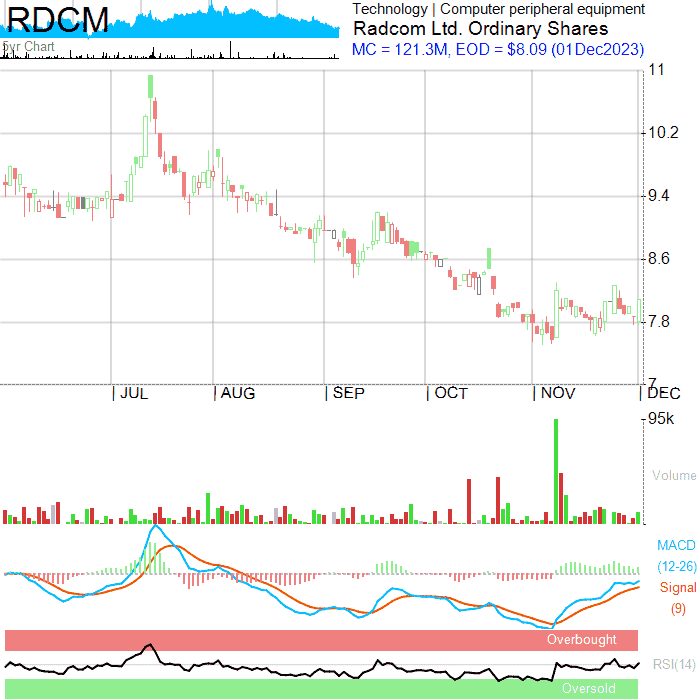 RDCM
5yr Chart
Technology | Computer peripheral equipment
Radcom Ltd. Ordinary Shares
MC = 121.3M, EOD = $8.09 (01Dec2023)
11
10.2
9.4
8.6
7.8
7
| JUL | AUG | SEP | OCT | NOV | DEC
95k
Volume
MACD
(12-26)
Signal
(9)
Overbought
RSI(14)
Oversold